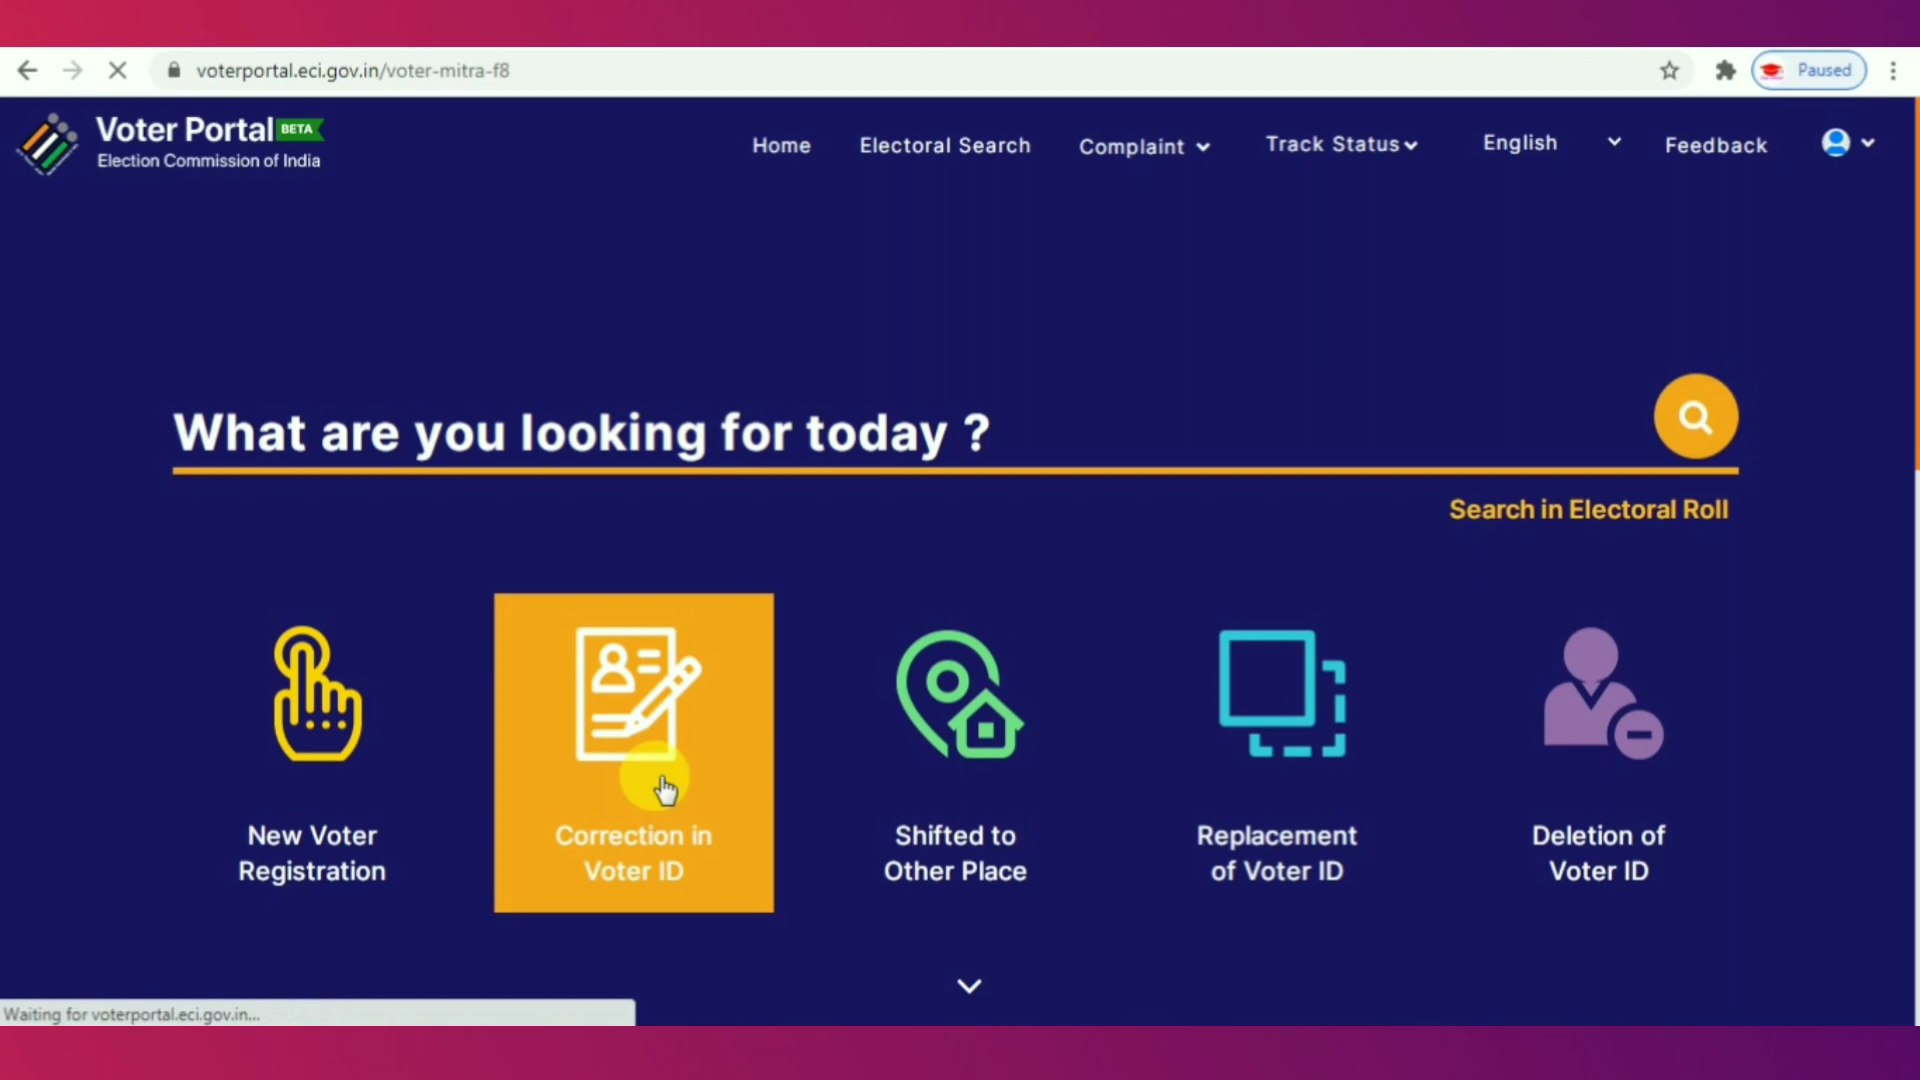 voterportal.eci.gov.in/voter-mitra-f8
Paused
Voter Portal BETA
Election Commission of India
Home
Electoral Search
Complaint
Track Status
English
Feedback
What are you looking for today ?
Search in Electoral Roll
New Voter
Registration
Correction in
Voter ID
Shifted to
Other Place
Replacement
of Voter ID
Deletion of
Voter ID
Waiting for voterportal.eci.gov.in...